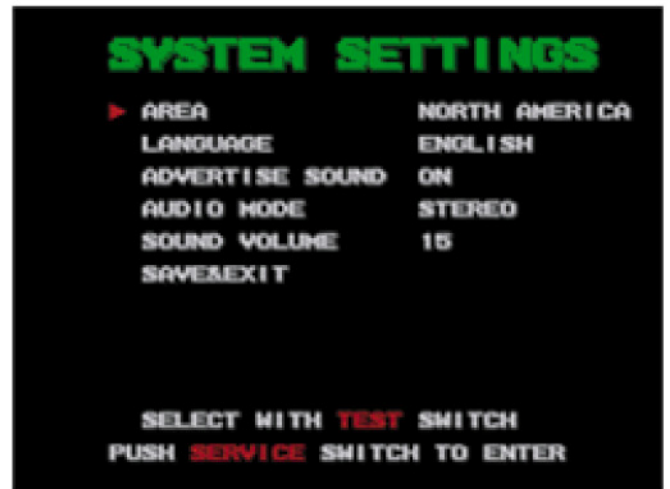 SYSTEM SETTINGS
AREA NORTH AMERICA
LANGUAGE ENGLISH
ADVERTISE SOUND ON
AUDIO MODE STEREO
SOUND VOLUME 15
SAVE&EXIT
SELECT WITH TEST SWITCH
PUSH SERVICE SWITCH TO ENTER